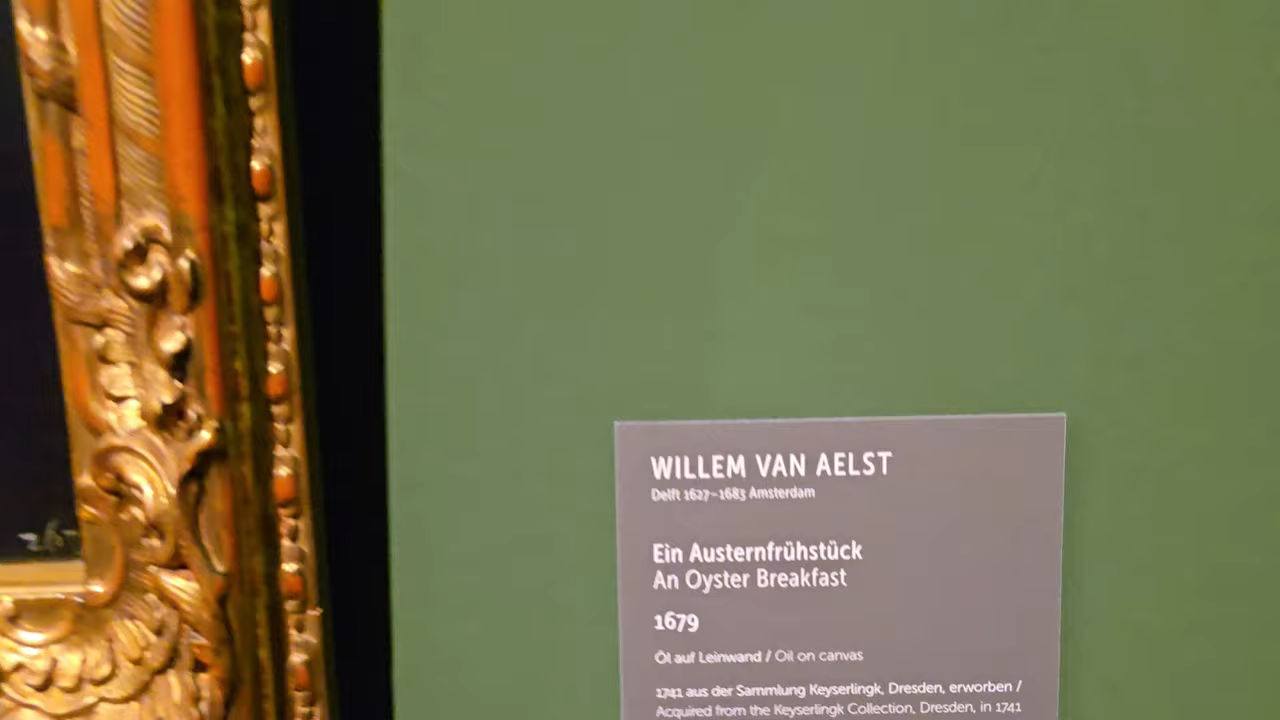 WILLEM VAN AELST
Delft 1627–1683 Amsterdam
Ein Austernfrühstück
An Oyster Breakfast
1679
Öl auf Leinwand / Oil on canvas
1741 aus der Sammlung Keyserlingk, Dresden, erworben /
Acquired from the Keyserlingk Collection, Dresden, in 1741